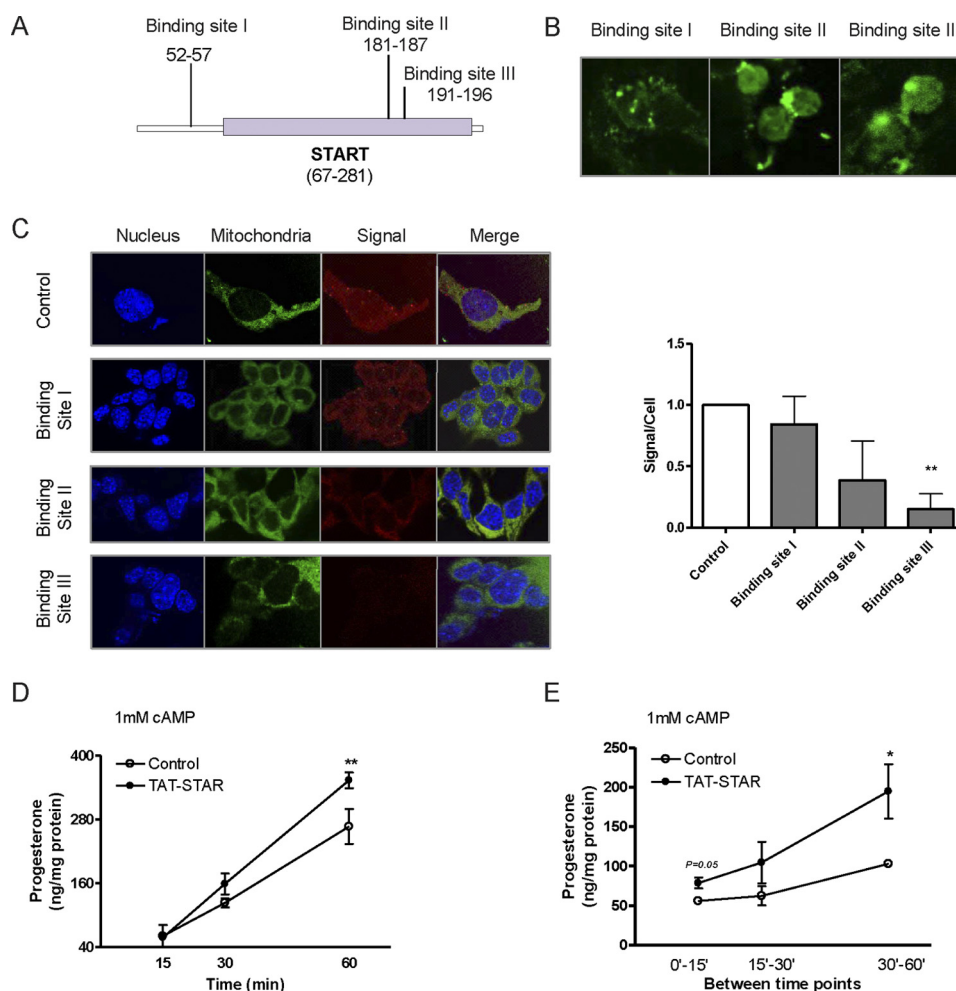 A
Binding site I
52-57
Binding site II
181-187
Binding site III
191-196
START
(67-281)
B
Binding site I
Binding site II
Binding site II
C
Nucleus
Mitochondria
Signal
Merge
Control
Binding
Site I
Binding
Site II
Binding
Site III
Signal/Cell
1.5
1.0
0.5
0.0
**
Control
Binding site I
Binding site II
Binding site III
D
1mM cAMP
Control
TAT-STAR
**
Progesterone
(ng/mg protein)
400
280
160
40
15
30
60
Time (min)
E
1mM cAMP
Control
TAT-STAR
*
P=0.05
Progesterone
(ng/mg protein)
250
200
150
100
50
0
0'-15'
15'-30'
30'-60'
Between time points